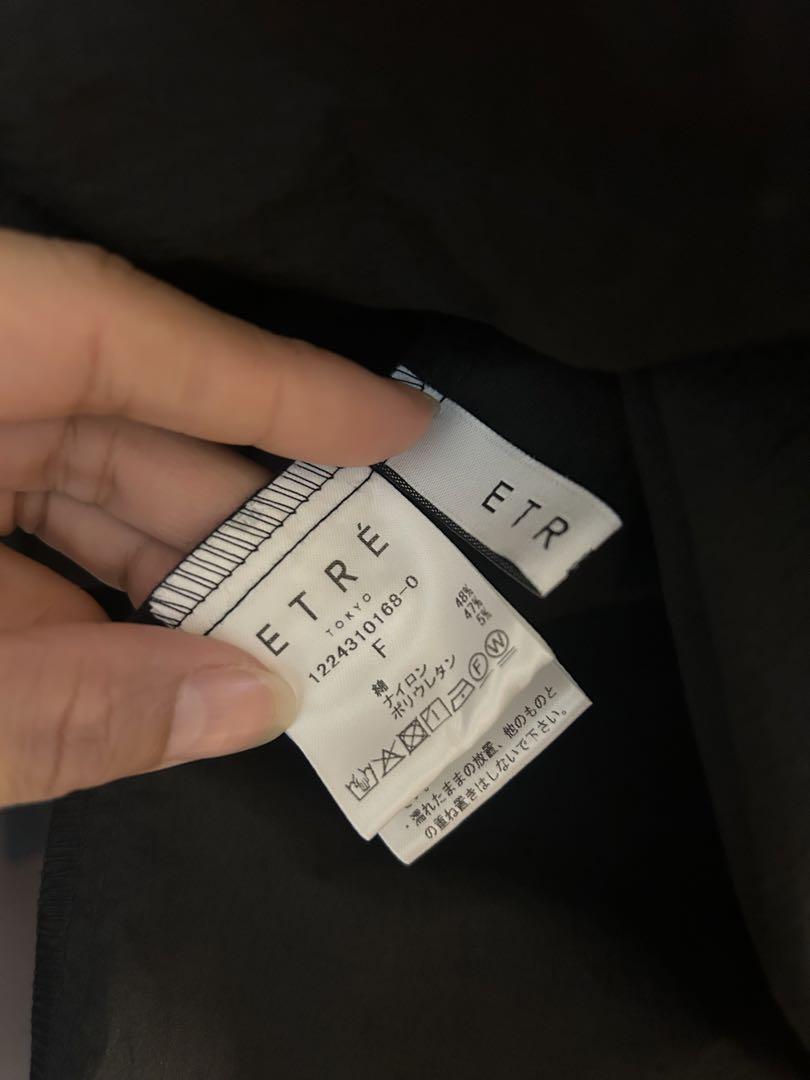 ETR
ETRÉ
TOKYO
1224310168-0
F
綿 48%
ナイロン 47%
ポリウレタン 5%
F W
・濡れたままの放置、他のものと
の重ね置きはしないで下さい。